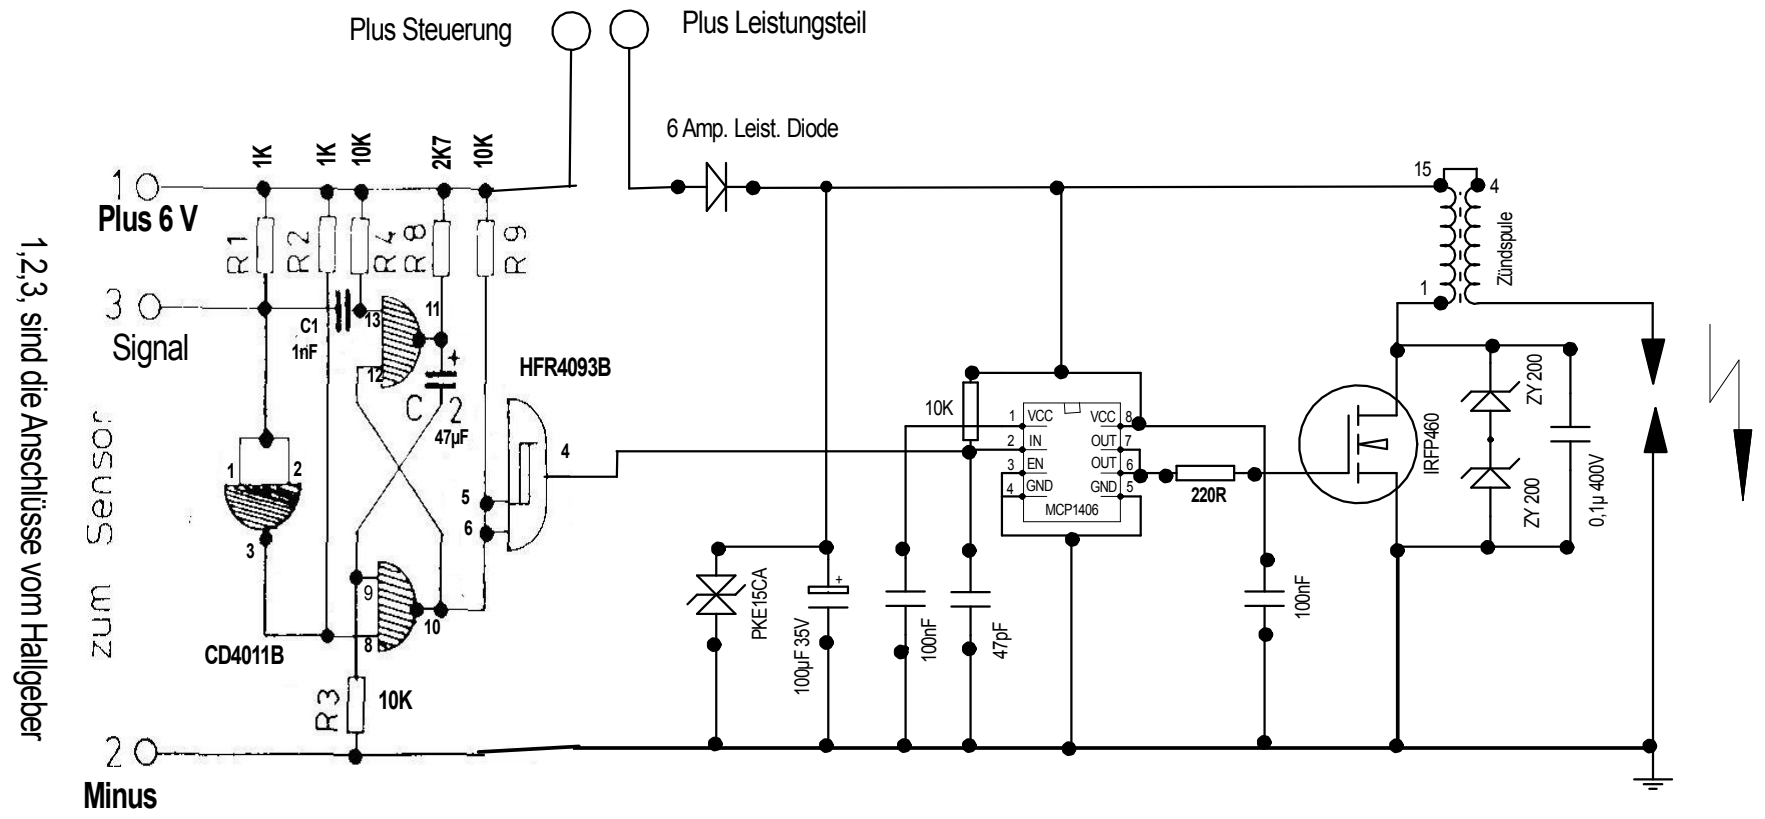 Plus Steuerung
Plus Leistungsteil
6 Amp. Leist. Diode
1K
1K
10K
2K7
10K
1
Plus 6 V
R1
R2
R4
R8
R9
3
Signal
C1
1nF
13
11
12
C 2
+
47µF
HFR4093B
4
5
6
1
2
3
CD4011B
9
8
10
R3
10K
2
Minus
zum Sensor
1,2,3, sind die Anschlüsse vom Hallgeber
PKE15CA
+
100µF 35V
100nF
47pF
10K
1 VCC VCC 8
2 IN OUT 7
3 EN OUT 6
4 GND GND 5
MCP1406
220R
100nF
IRFP460
ZY 200
ZY 200
0,1µ 400V
15
4
1
Zündspule